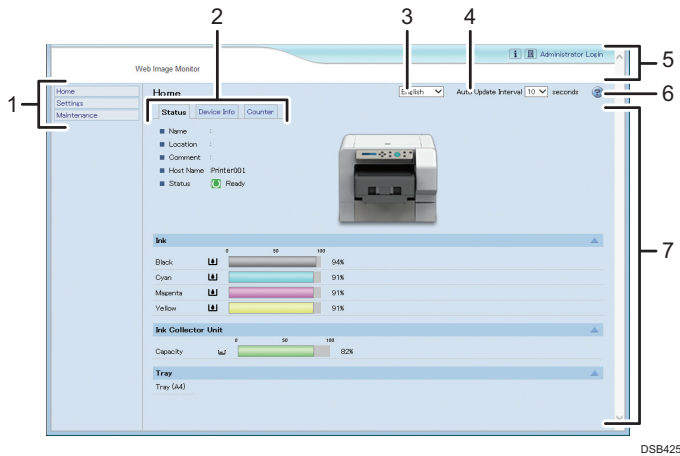 2
3
4
Administrator Login
5
Web Image Monitor
1
Home
Settings
Maintenance
Home
English
Auto Update Interval 10 seconds
6
Status Device Info Counter
7
Name :
Location :
Comment :
Host Name :Printer001
Status : Ready
Ink
0 50 100
Black 94%
Cyan 91%
Magenta 91%
Yellow 91%
Ink Collector Unit
0 50 100
Capacity 82%
Tray
Tray (A4)
DSB425